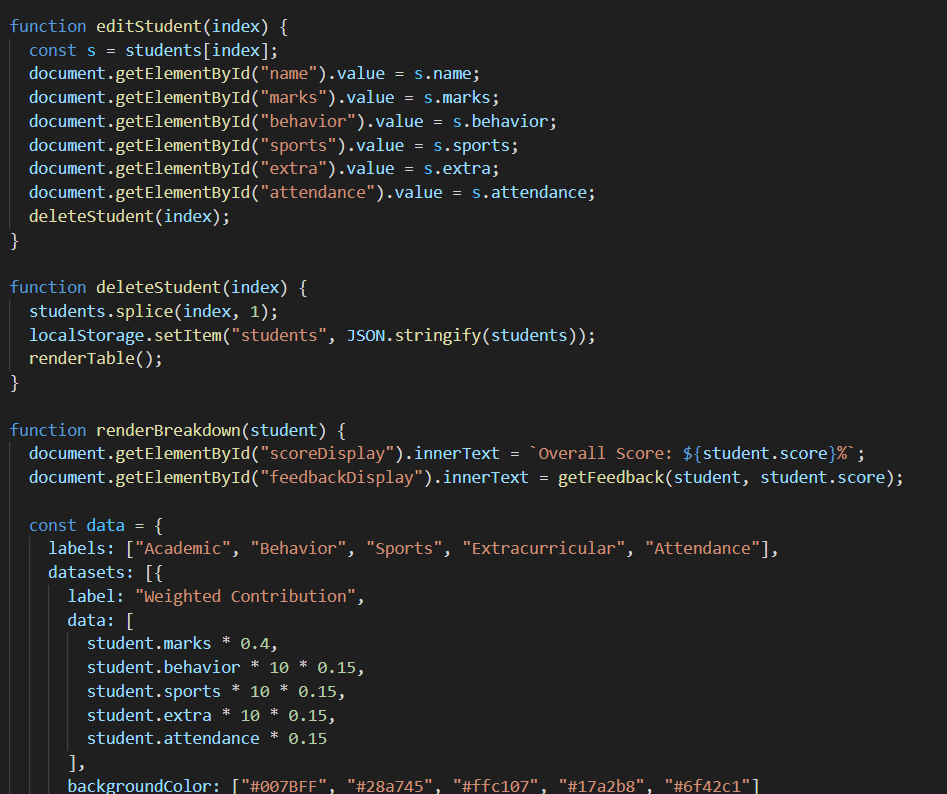 function editStudent(index) {
  const s = students[index];
  document.getElementById("name").value = s.name;
  document.getElementById("marks").value = s.marks;
  document.getElementById("behavior").value = s.behavior;
  document.getElementById("sports").value = s.sports;
  document.getElementById("extra").value = s.extra;
  document.getElementById("attendance").value = s.attendance;
  deleteStudent(index);
}

function deleteStudent(index) {
  students.splice(index, 1);
  localStorage.setItem("students", JSON.stringify(students));
  renderTable();
}

function renderBreakdown(student) {
  document.getElementById("scoreDisplay").innerText = `Overall Score: ${student.score}%`;
  document.getElementById("feedbackDisplay").innerText = getFeedback(student, student.score);

  const data = {
    labels: ["Academic", "Behavior", "Sports", "Extracurricular", "Attendance"],
    datasets: [{
      label: "Weighted Contribution",
      data: [
        student.marks * 0.4,
        student.behavior * 10 * 0.15,
        student.sports * 10 * 0.15,
        student.extra * 10 * 0.15,
        student.attendance * 0.15
      ],
      backgroundColor: ["#007BFF", "#28a745", "#ffc107", "#17a2b8", "#6f42c1"]